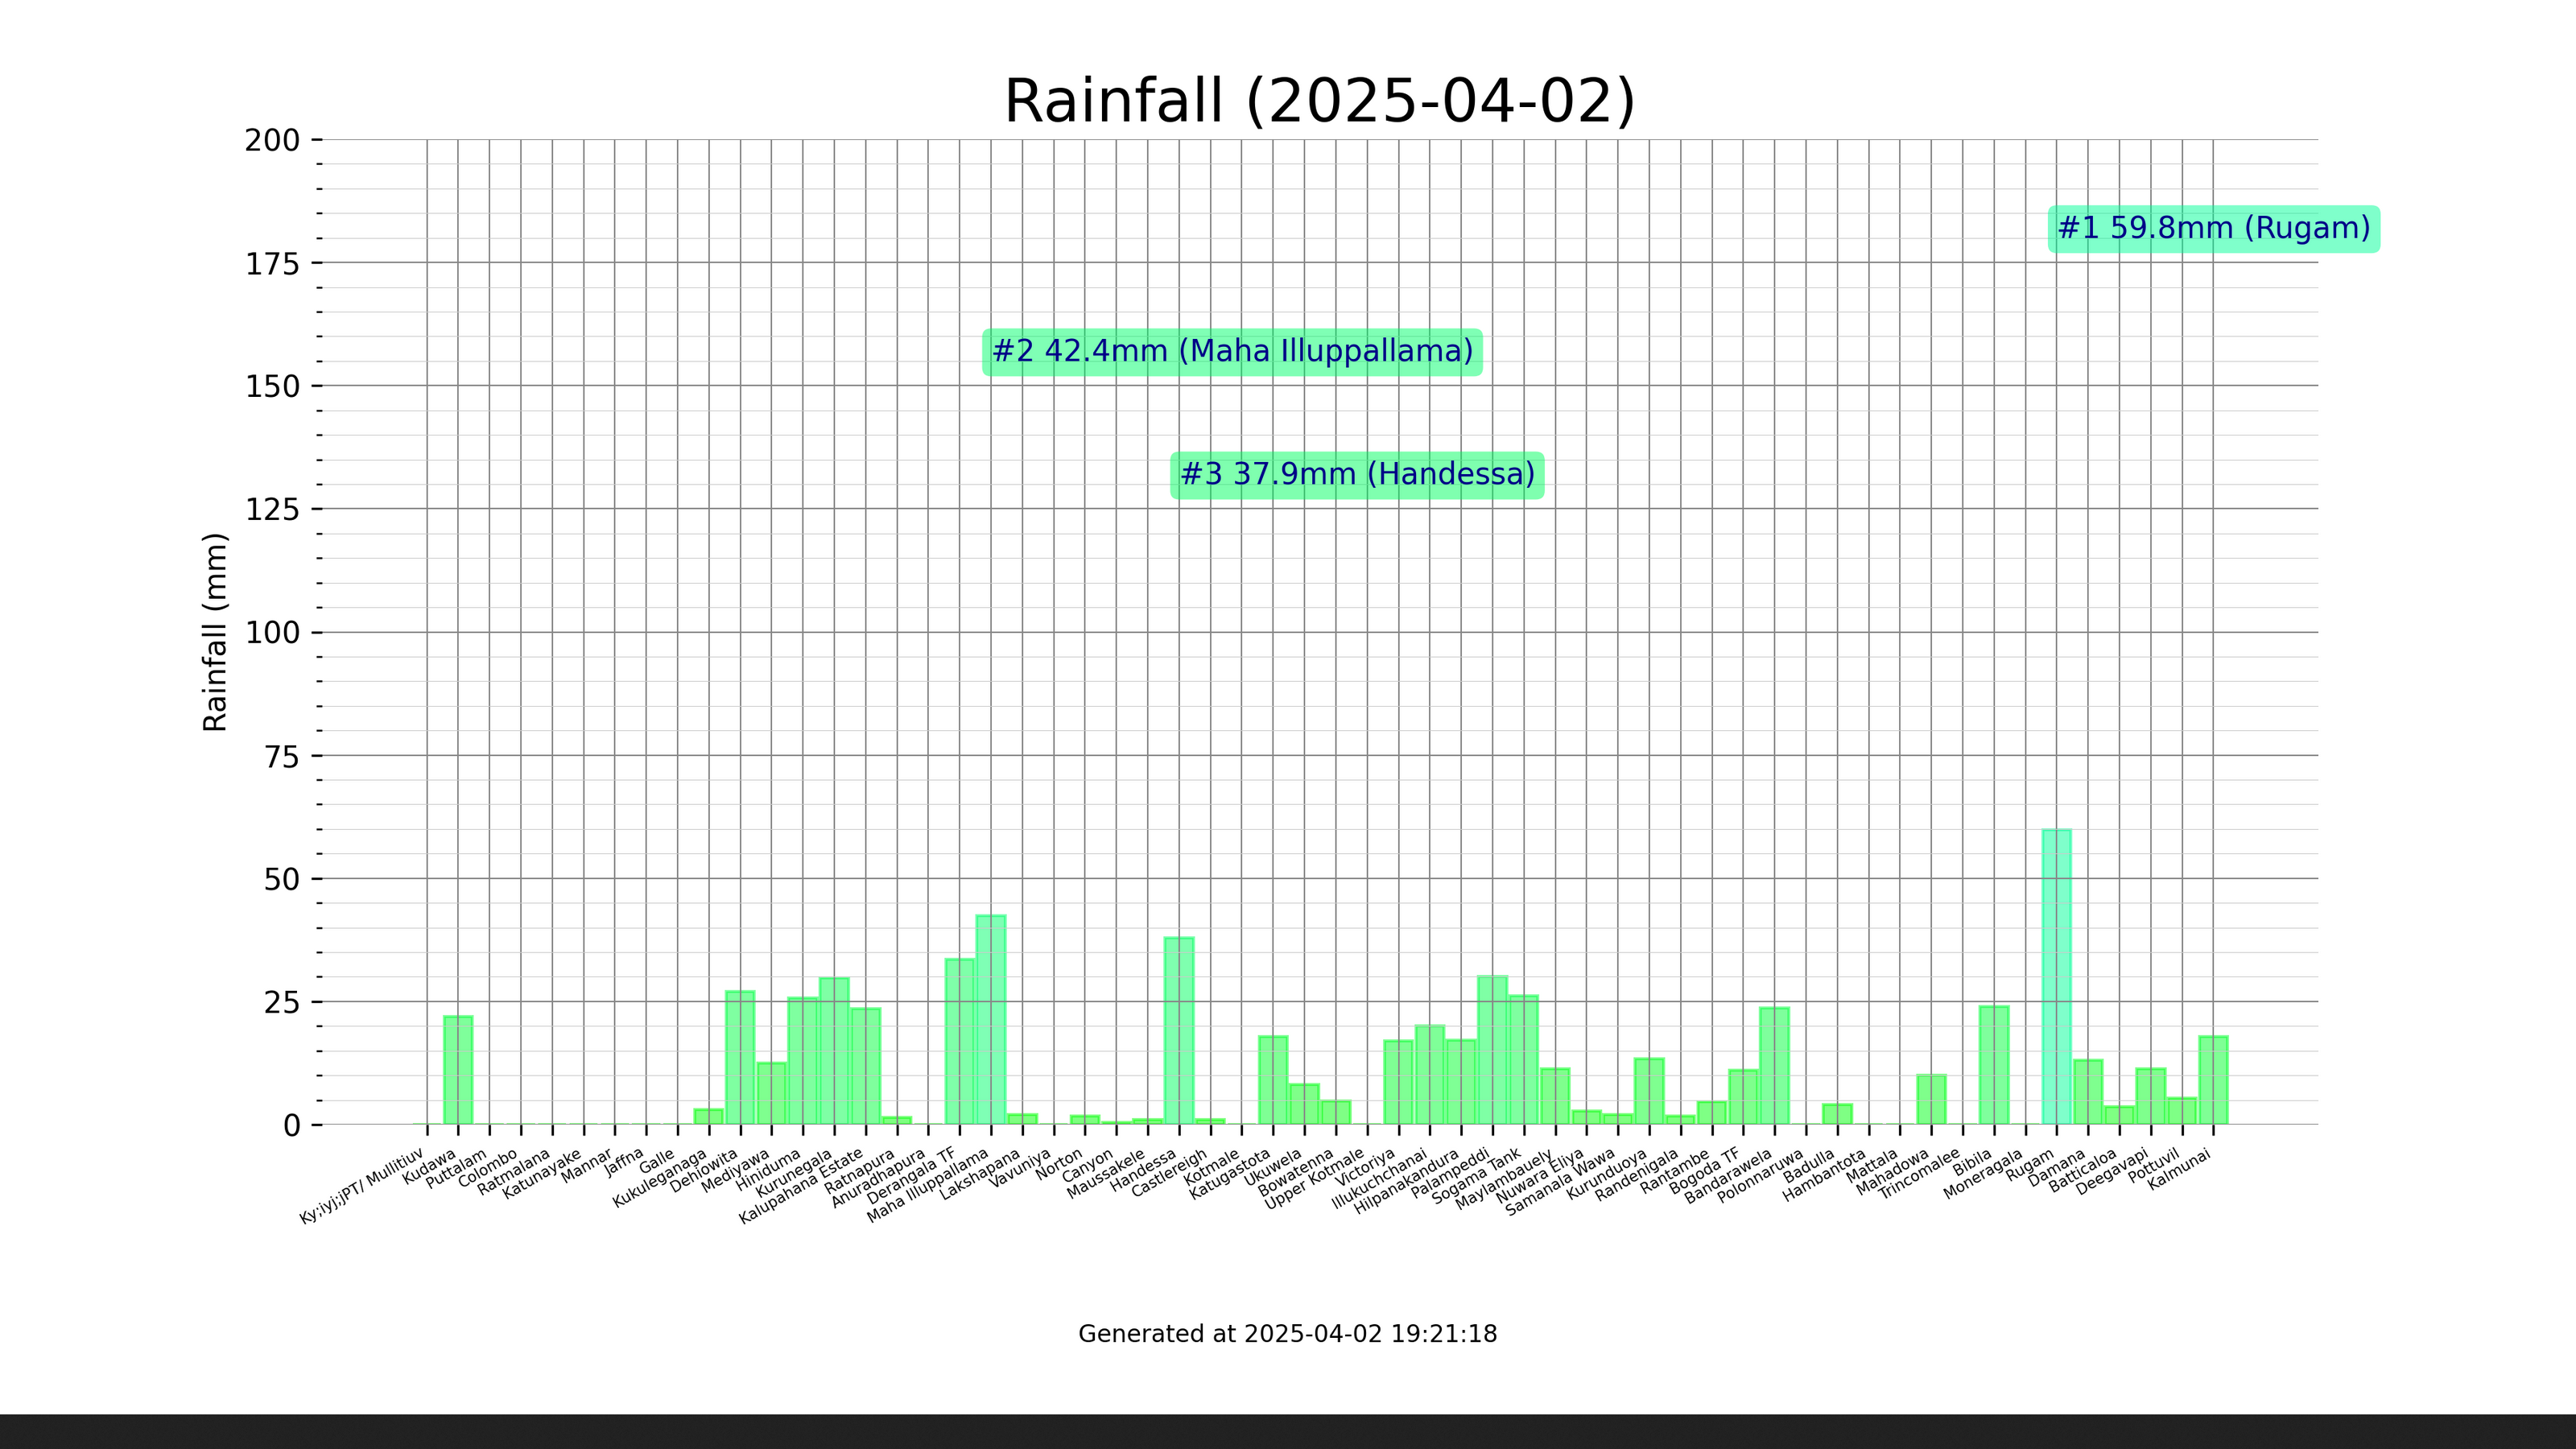 Rainfall (2025-04-02)
200
175
150
125
100
75
50
25
0
Rainfall (mm)
#1 59.8mm (Rugam)
#2 42.4mm (Maha Illuppallama)
#3 37.9mm (Handessa)
Ky;iyj;jPT/ Mullitiuv
Kudawa
Puttalam
Colombo
Ratmalana
Katunayake
Mannar
Jaffna
Galle
Kukuleganaga
Dehlowita
Mediyawa
Hiniduma
Kurunegala
Kalupahana Estate
Ratnapura
Anuradhapura
Derangala TF
Maha Illuppallama
Lakshapana
Vavuniya
Norton
Canyon
Maussakele
Handessa
Castlereigh
Kotmale
Katugastota
Ukuwela
Bowatenna
Upper Kotmale
Victoriya
Illukuchchanai
Hilpanakandura
Palampeddi
Sogama Tank
Maylambauely
Nuwara Eliya
Samanala Wawa
Kurunduoya
Randenigala
Rantambe
Bogoda TF
Bandarawela
Polonnaruwa
Badulla
Hambantota
Mattala
Mahadowa
Trincomalee
Bibila
Moneragala
Rugam
Damana
Batticaloa
Deegavapi
Pottuvil
Kalmunai
Generated at 2025-04-02 19:21:18